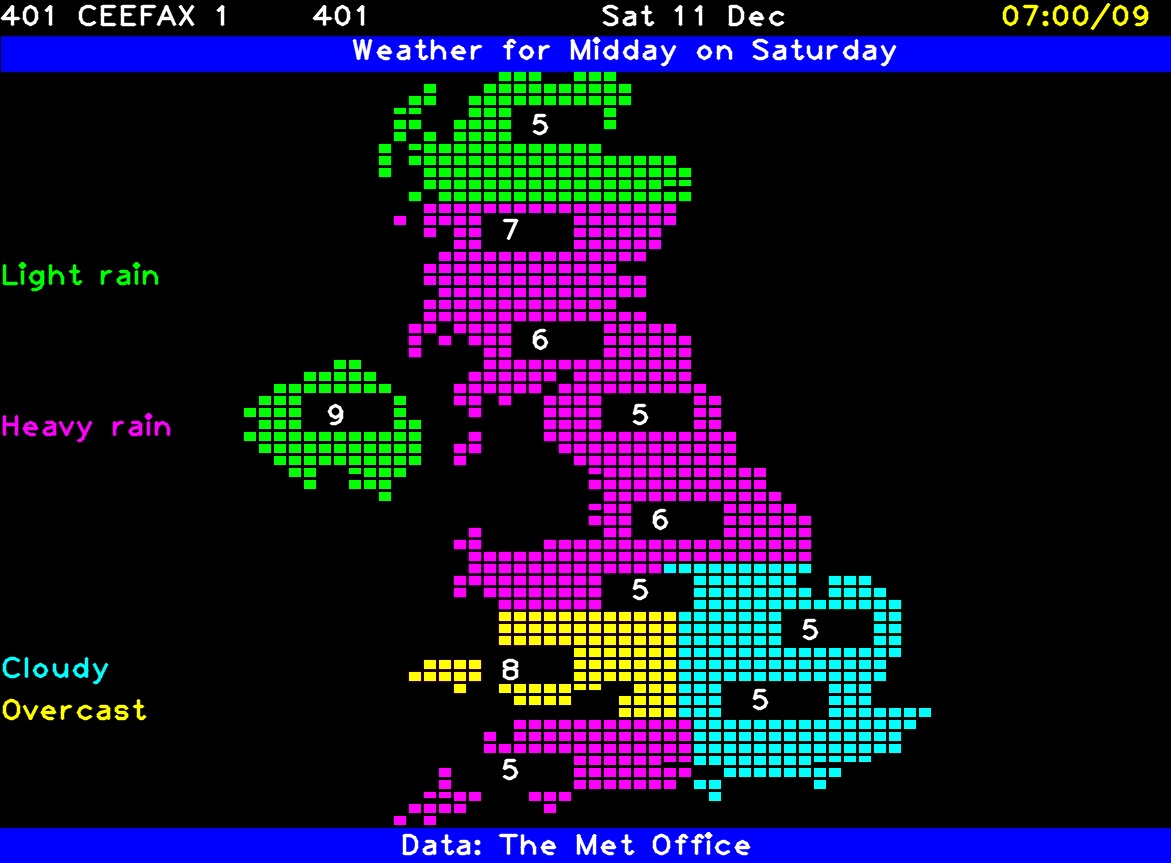 401 CEEFAX 1 401 Sat 11 Dec 07:00/09
Weather for Midday on Saturday
5
7
Light rain
6
9 5
Heavy rain
6
5
5
Cloudy 8
5
Overcast
5
Data: The Met Office